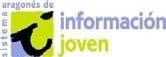 sistema
aragonés de
información
joven